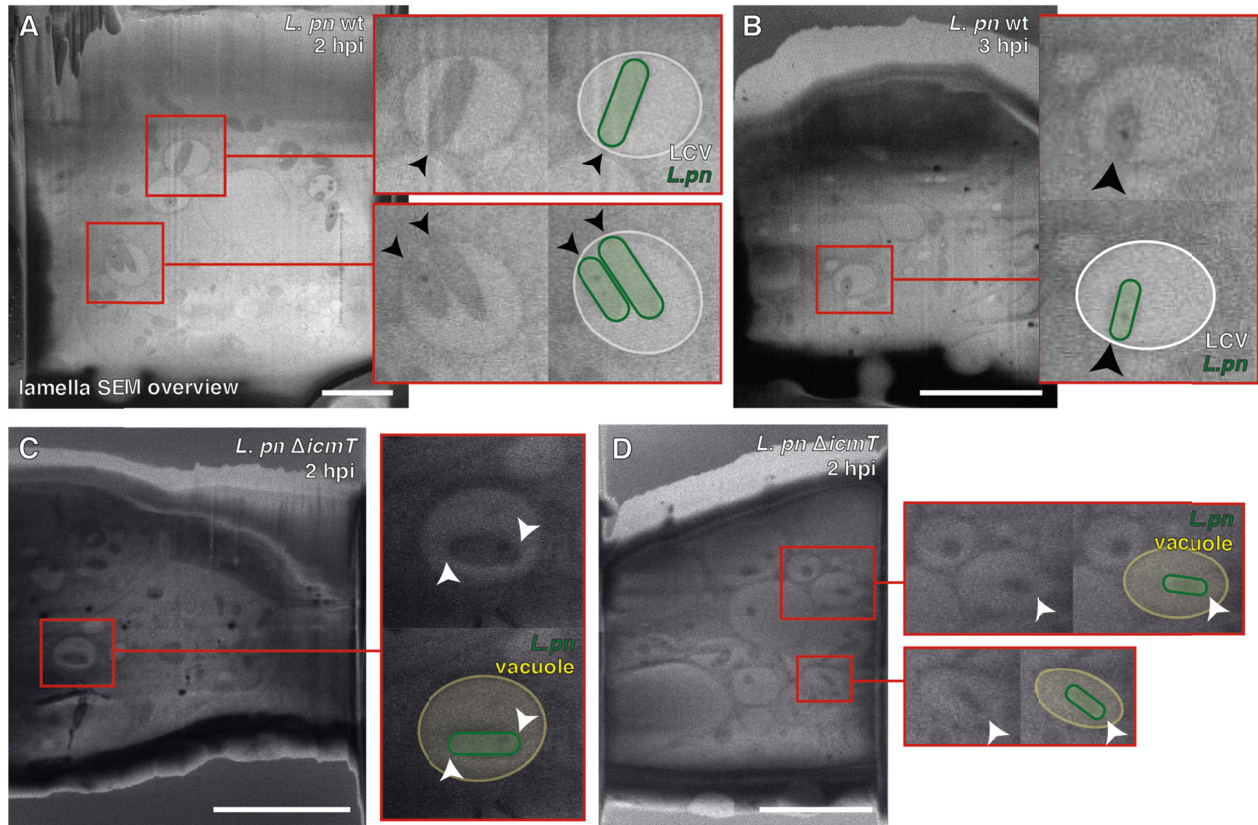 A
L. pn wt
2 hpi
LCV
L.pn
lamella SEM overview
B
L. pn wt
3 hpi
LCV
L.pn
C
L. pn ΔicmT
2 hpi
L.pn
vacuole
D
L. pn ΔicmT
2 hpi
L.pn
vacuole